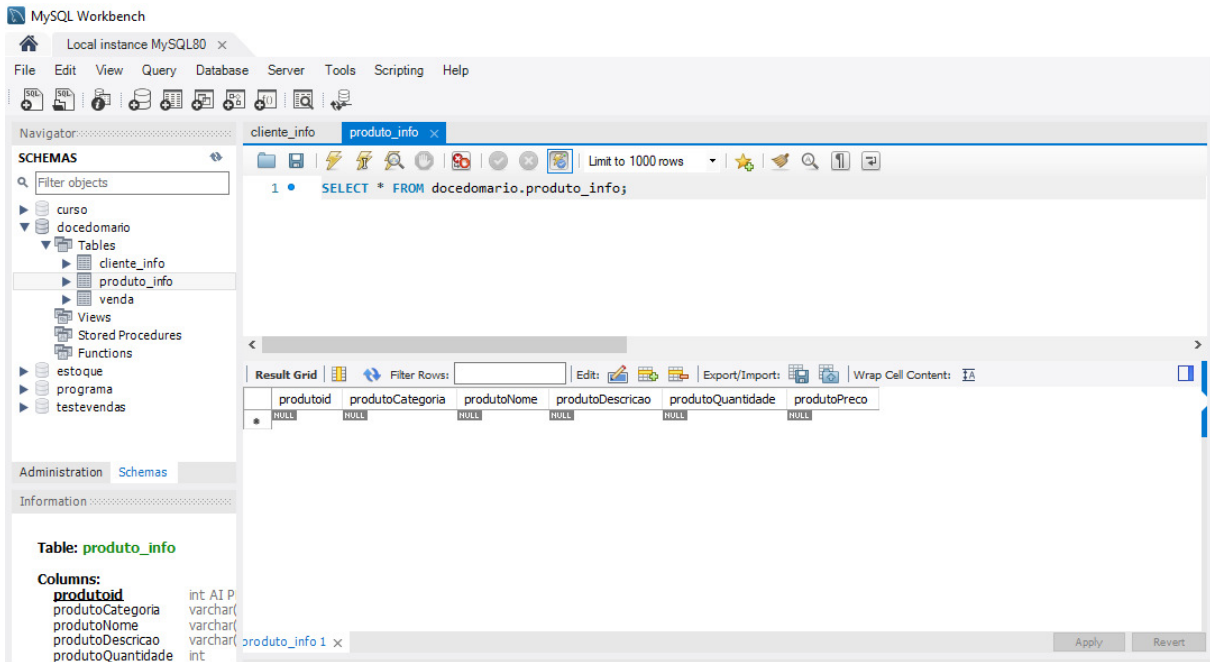 MySQL Workbench
Local instance MySQL80
File Edit View Query Database Server Tools Scripting Help
Navigator
SCHEMAS
Filter objects
curso
docedomario
Tables
cliente_info
produto_info
venda
Views
Stored Procedures
Functions
estoque
programa
testevendas
Administration Schemas
Information
Table: produto_info
Columns:
produtoid int AI P
produtoCategoria varchar(
produtoNome varchar(
produtoDescricao varchar(
produtoQuantidade int
cliente_info produto_info
Limit to 1000 rows
1 SELECT * FROM docedomario.produto_info;
Result Grid Filter Rows: Edit: Export/Import: Wrap Cell Content:
produtoid produtoCategoria produtoNome produtoDescricao produtoQuantidade produtoPreco
NULL NULL NULL NULL NULL NULL
produto_info 1
Apply Revert